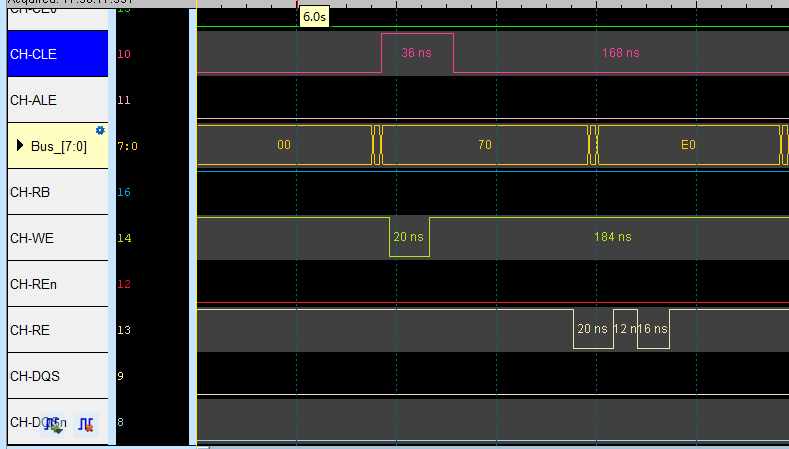 6.0s
CH-CLE 10 36 ns 168 ns
CH-ALE 11
Bus_[7:0] 7:0 00 70 E0
CH-RB 16
CH-WE 14 20 ns 184 ns
CH-REn 12
CH-RE 13 20 ns 12 n 16 ns
CH-DQS 9
8